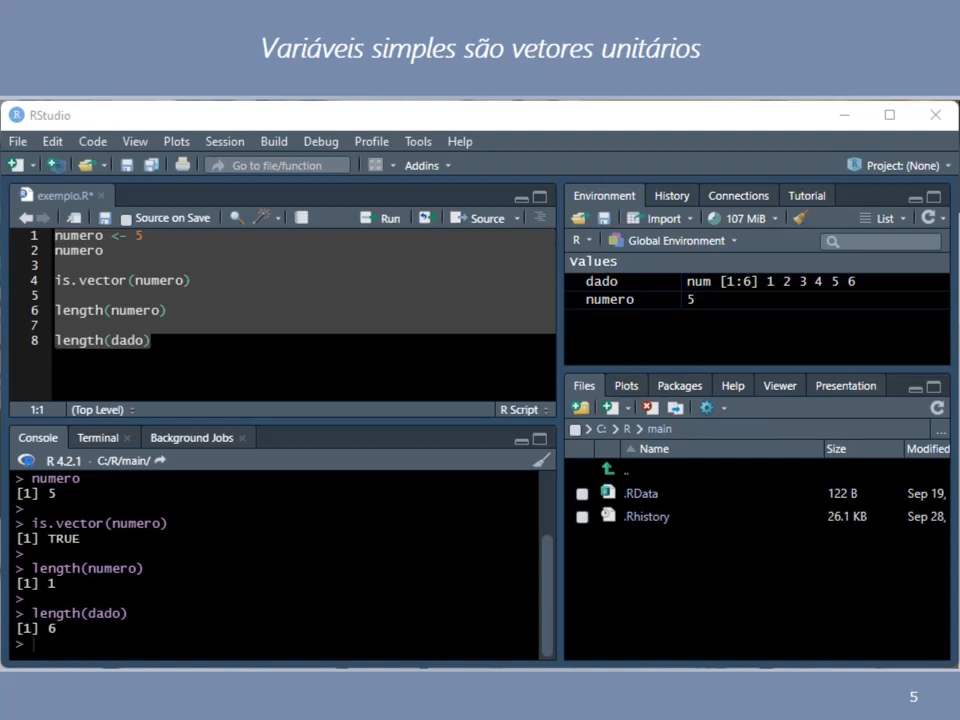 Variáveis simples são vetores unitários
RStudio
File Edit Code View Plots Session Build Debug Profile Tools Help
Go to file/function Addins Project: (None)
exemplo.R*
Source on Save Run Source
1 numero <- 5
2 numero
3
4 is.vector(numero)
5
6 length(numero)
7
8 length(dado)
1:1 (Top Level) R Script
Console Terminal Background Jobs
R 4.2.1 · C:/R/main/
> numero
[1] 5
>
> is.vector(numero)
[1] TRUE
>
> length(numero)
[1] 1
>
> length(dado)
[1] 6
>
Environment History Connections Tutorial
Import 107 MiB List
R Global Environment
Values
dado num [1:6] 1 2 3 4 5 6
numero 5
Files Plots Packages Help Viewer Presentation
C: > R > main ...
Name Size Modified
..
.RData 122 B Sep 19,
.Rhistory 26.1 KB Sep 28,
5